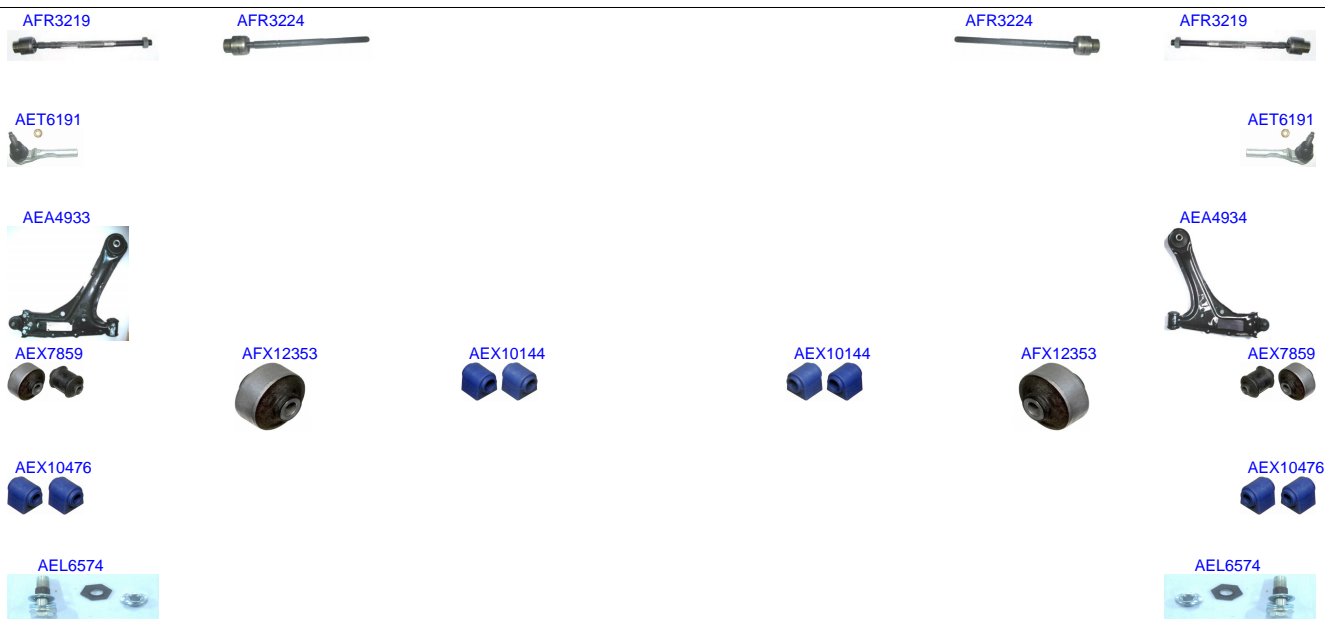 AFR3219 AFR3224 AFR3224 AFR3219
AET6191 AET6191
AEA4933 AEA4934
AEX7859 AFX12353 AEX10144 AEX10144 AFX12353 AEX7859
AEX10476 AEX10476
AEL6574 AEL6574